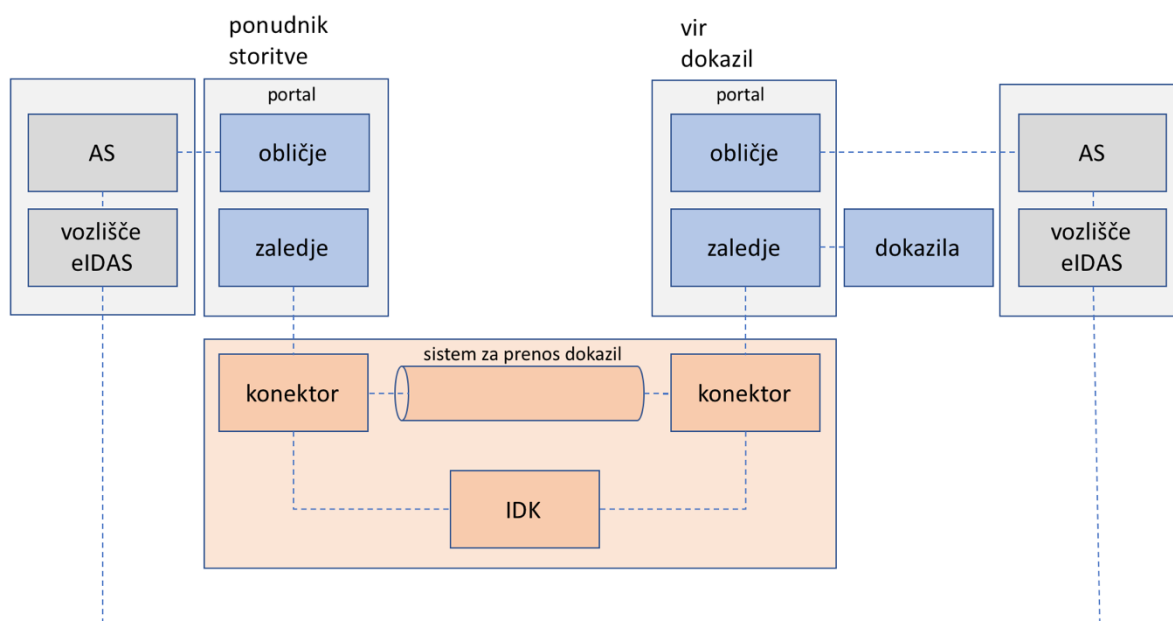 ponudnik
storitve
vir
dokazil
portal
portal
AS
obličje
obličje
AS
vozlišče
eIDAS
zaledje
zaledje
dokazila
vozlišče
eIDAS
sistem za prenos dokazil
konektor
konektor
IDK